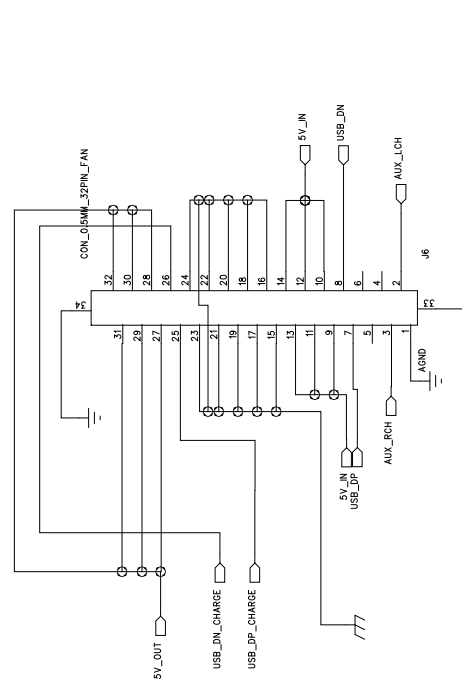 5V_IN
USB_DN
AUX_LCH
CON_0.5MM_32PIN_FAN
J6
32
30
28
26
24
22
20
18
16
14
12
10
8
6
4
2
34
33
31
29
27
25
23
21
19
17
15
13
11
9
7
5
3
1
AGND
AUX_RCH
5V_IN
USB_DP
USB_DN_CHARGE
USB_DP_CHARGE
5V_OUT